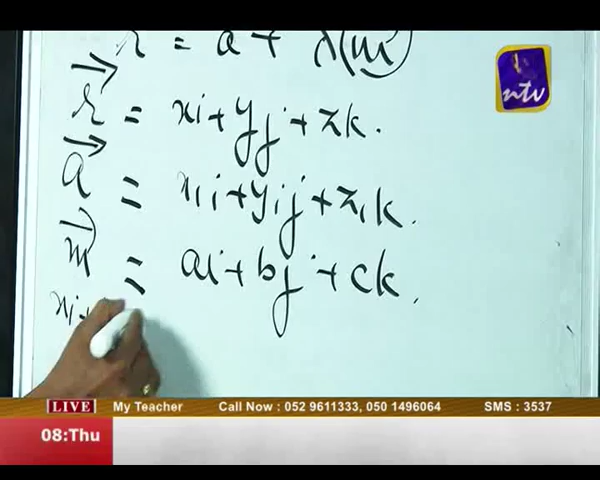 r = a + λ(m)
ntv
r⃗ = xi + yj + zk.
a⃗ = x₁i + y₁j + z₁k.
m⃗ = ai + bj + ck.
xi +
LIVE My Teacher Call Now : 052 9611333, 050 1496064 SMS : 3537
08:Thu